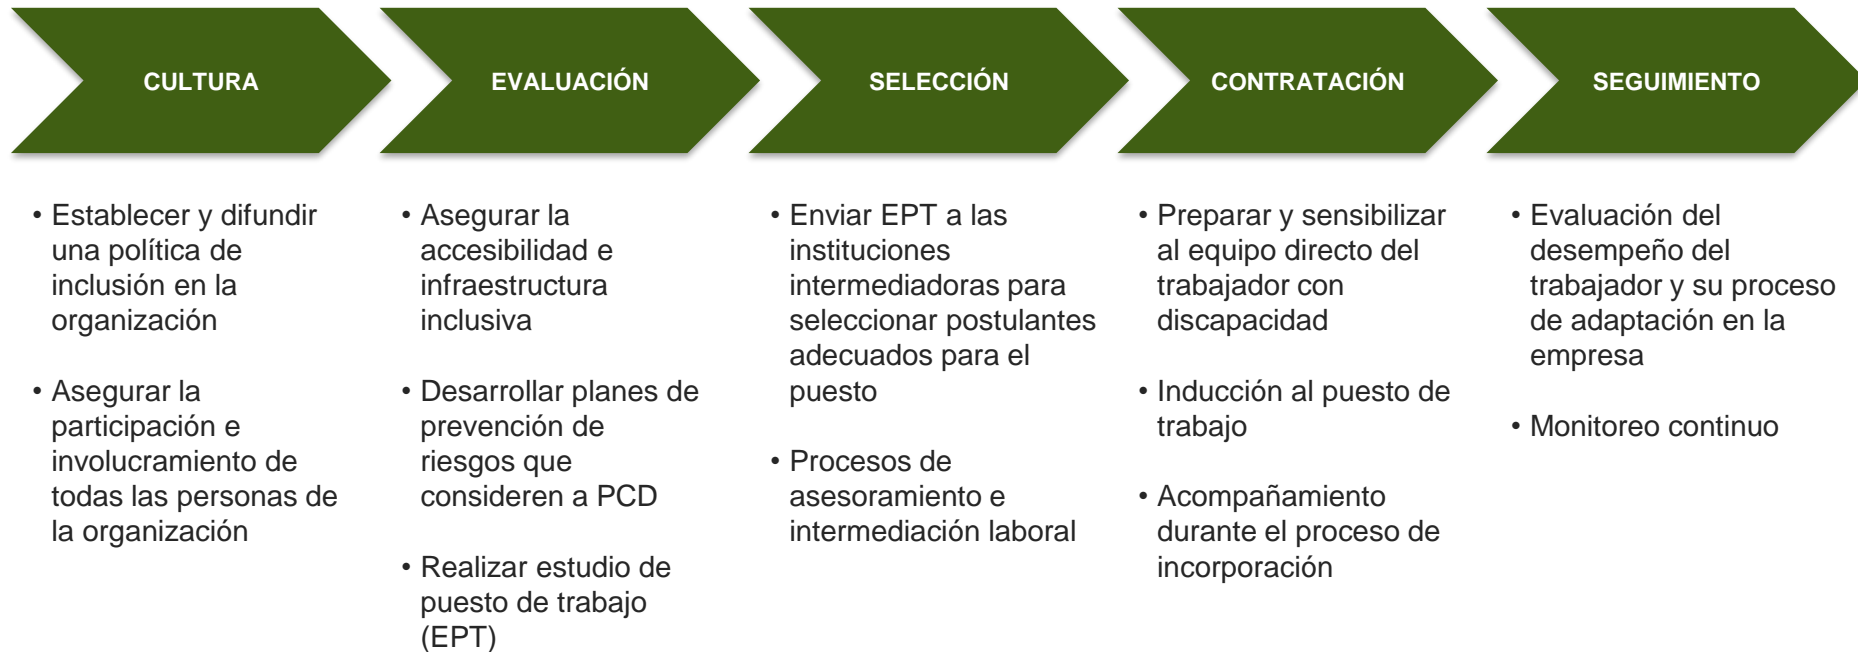 CULTURA
EVALUACIÓN
SELECCIÓN
CONTRATACIÓN
SEGUIMIENTO
• Establecer y difundir
una política de
inclusión en la
organización
• Asegurar la
participación e
involucramiento de
todas las personas de
la organización
• Asegurar la
accesibilidad e
infraestructura
inclusiva
• Desarrollar planes de
prevención de
riesgos que
consideren a PCD
• Realizar estudio de
puesto de trabajo
(EPT)
• Enviar EPT a las
instituciones
intermediadoras para
seleccionar postulantes
adecuados para el
puesto
• Procesos de
asesoramiento e
intermediación laboral
• Preparar y sensibilizar
al equipo directo del
trabajador con
discapacidad
• Inducción al puesto de
trabajo
• Acompañamiento
durante el proceso de
incorporación
• Evaluación del
desempeño del
trabajador y su proceso
de adaptación en la
empresa
• Monitoreo continuo